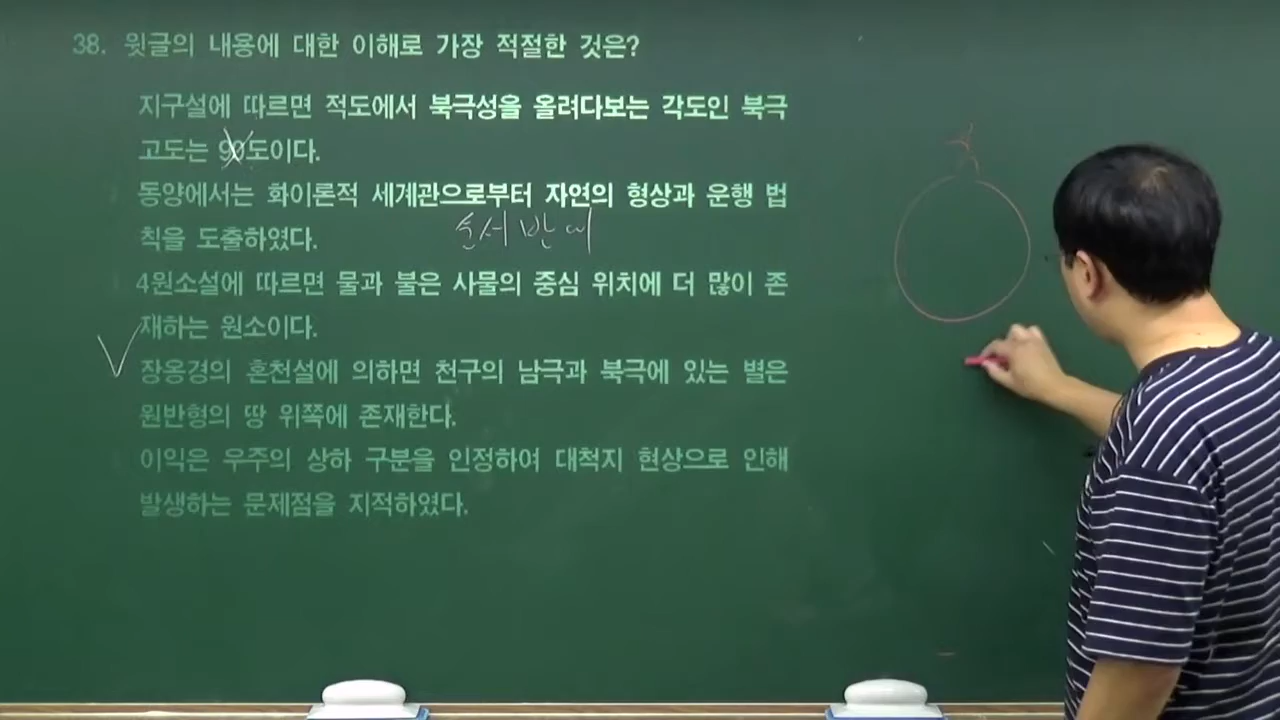 38. 윗글의 내용에 대한 이해로 가장 적절한 것은?
지구설에 따르면 적도에서 북극성을 올려다보는 각도인 북극
고도는 90도이다.
동양에서는 화이론적 세계관으로부터 자연의 형상과 운행 법
순서 반대
칙을 도출하였다.
4원소설에 따르면 물과 불은 사물의 중심 위치에 더 많이 존
재하는 원소이다.
장옹경의 혼천설에 의하면 천구의 남극과 북극에 있는 별은
원반형의 땅 위쪽에 존재한다.
이익은 우주의 상하 구분을 인정하여 대척지 현상으로 인해
발생하는 문제점을 지적하였다.